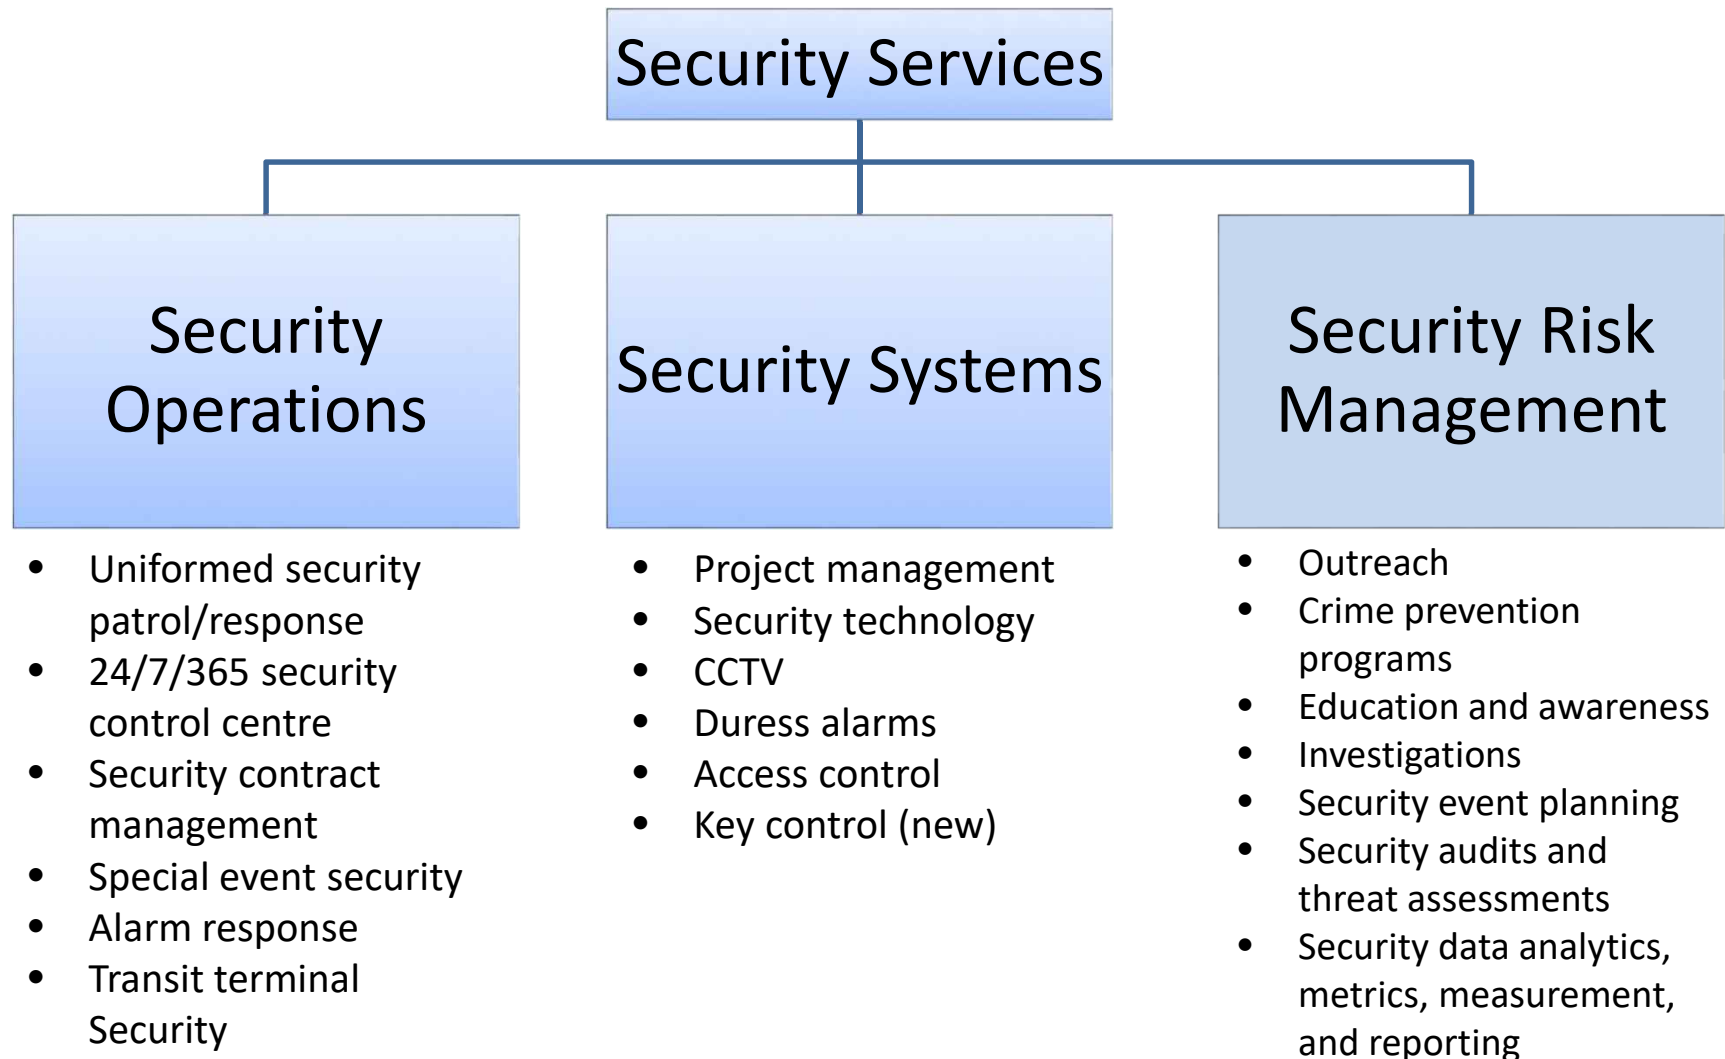 Security Services
Security
Operations
Security Systems
Security Risk
Management
• Uniformed security
patrol/response
• 24/7/365 security
control centre
• Security contract
management
• Special event security
• Alarm response
• Transit terminal
Security
• Project management
• Security technology
• CCTV
• Duress alarms
• Access control
• Key control (new)
• Outreach
• Crime prevention
programs
• Education and awareness
• Investigations
• Security event planning
• Security audits and
threat assessments
• Security data analytics,
metrics, measurement,
and reporting